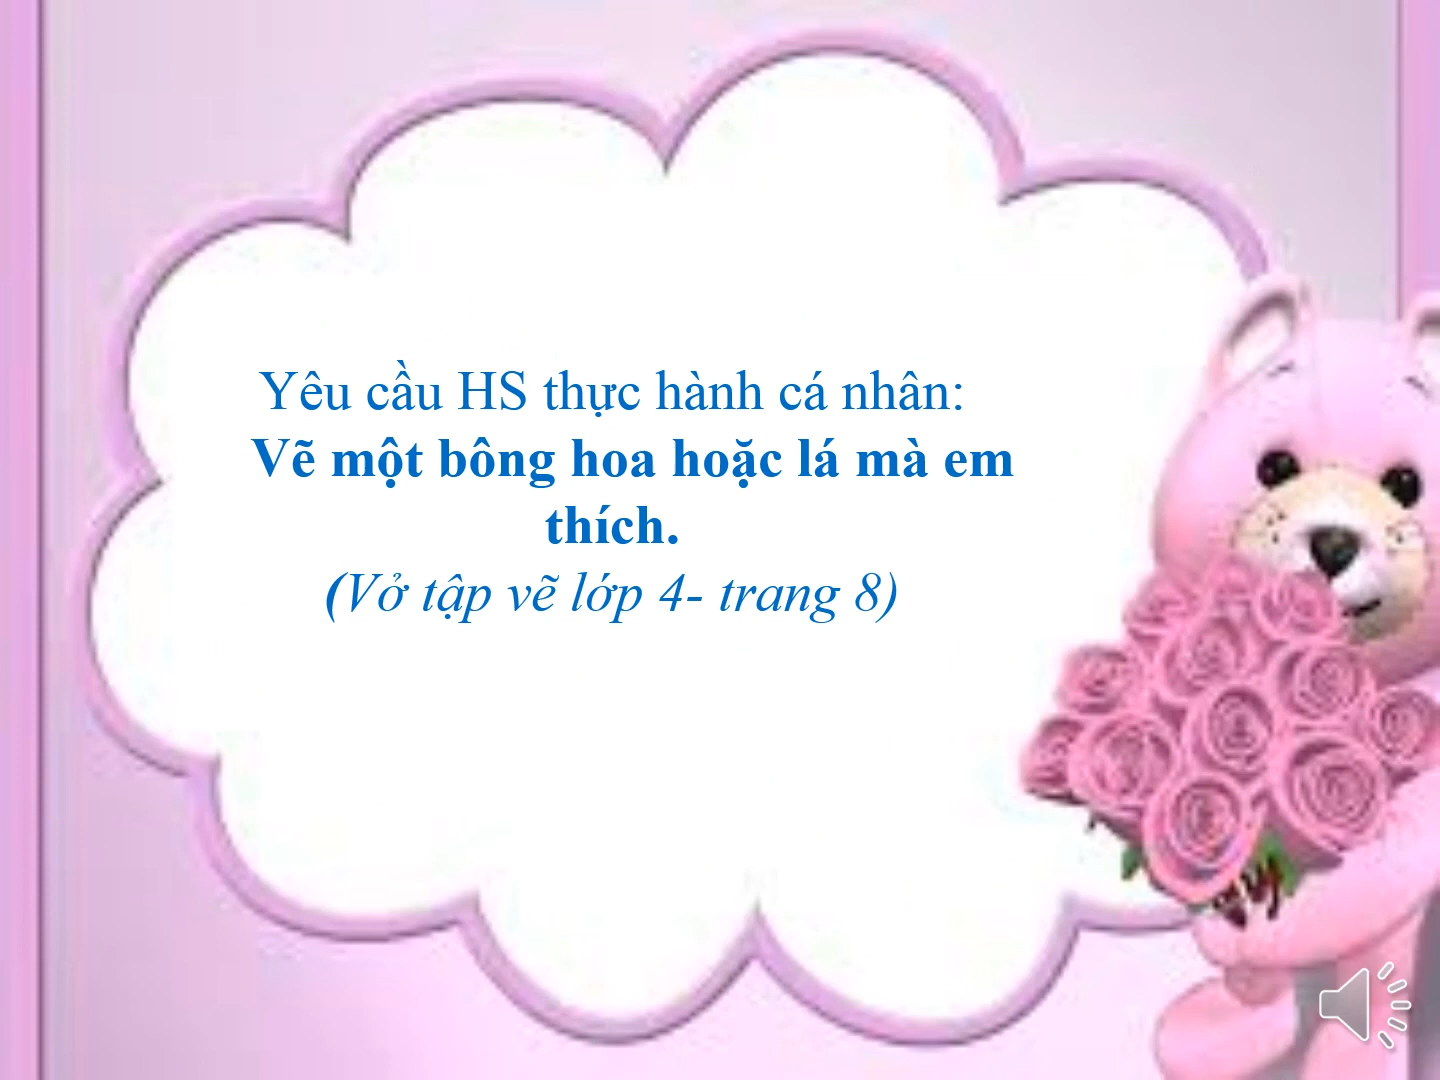 Yêu cầu HS thực hành cá nhân:
Vẽ một bông hoa hoặc lá mà em
thích.
(Vở tập vẽ lớp 4- trang 8)